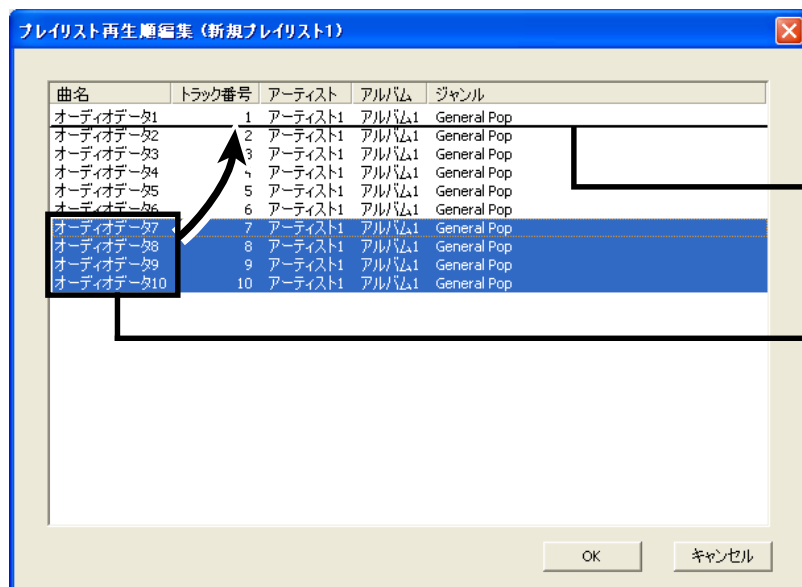 プレイリスト再生順編集（新規プレイリスト1）
曲名 トラック番号 アーティスト アルバム ジャンル
オーディオデータ1 1 アーティスト1 アルバム1 General Pop
オーディオデータ2 2 アーティスト1 アルバム1 General Pop
オーディオデータ3 3 アーティスト1 アルバム1 General Pop
オーディオデータ4 4 アーティスト1 アルバム1 General Pop
オーディオデータ5 5 アーティスト1 アルバム1 General Pop
オーディオデータ6 6 アーティスト1 アルバム1 General Pop
オーディオデータ7 7 アーティスト1 アルバム1 General Pop
オーディオデータ8 8 アーティスト1 アルバム1 General Pop
オーディオデータ9 9 アーティスト1 アルバム1 General Pop
オーディオデータ10 10 アーティスト1 アルバム1 General Pop
OK キャンセル